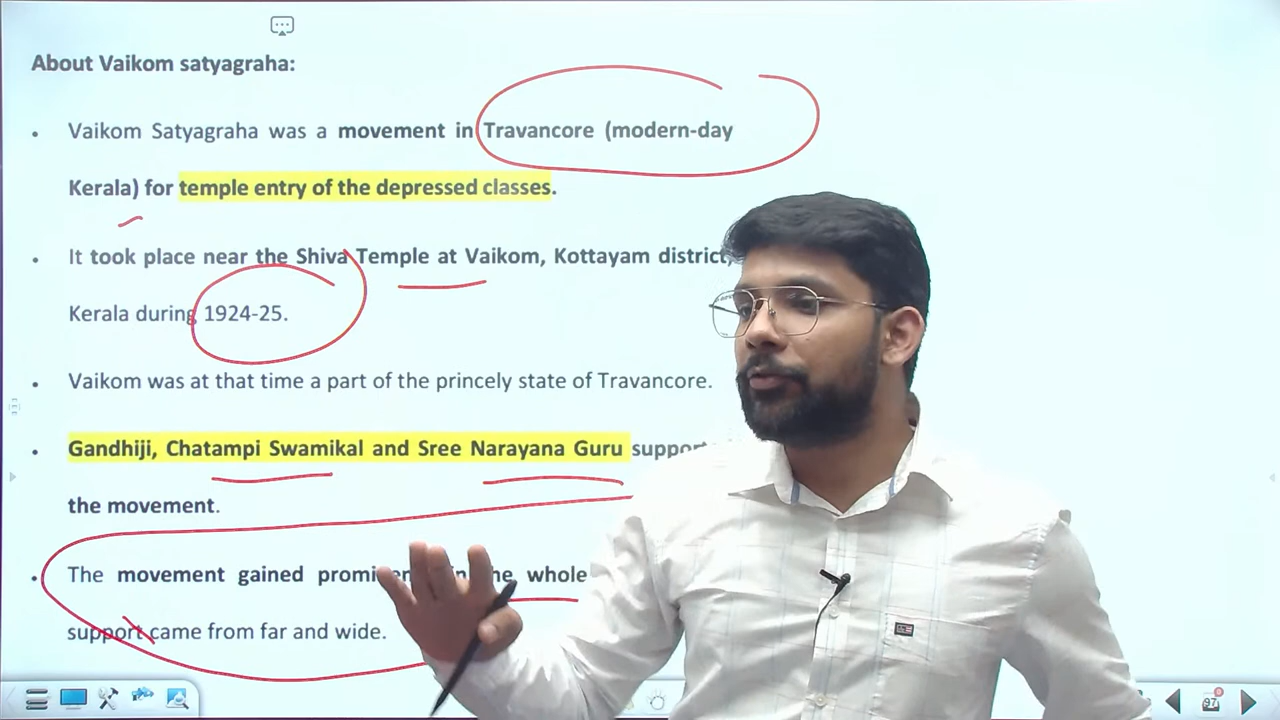 About Vaikom satyagraha:
• Vaikom Satyagraha was a movement in Travancore (modern-day
Kerala) for temple entry of the depressed classes.
• It took place near the Shiva Temple at Vaikom, Kottayam district,
Kerala during 1924-25.
• Vaikom was at that time a part of the princely state of Travancore.
• Gandhiji, Chatampi Swamikal and Sree Narayana Guru
the movement.
• The movement gained the whole
support came from far and wide.